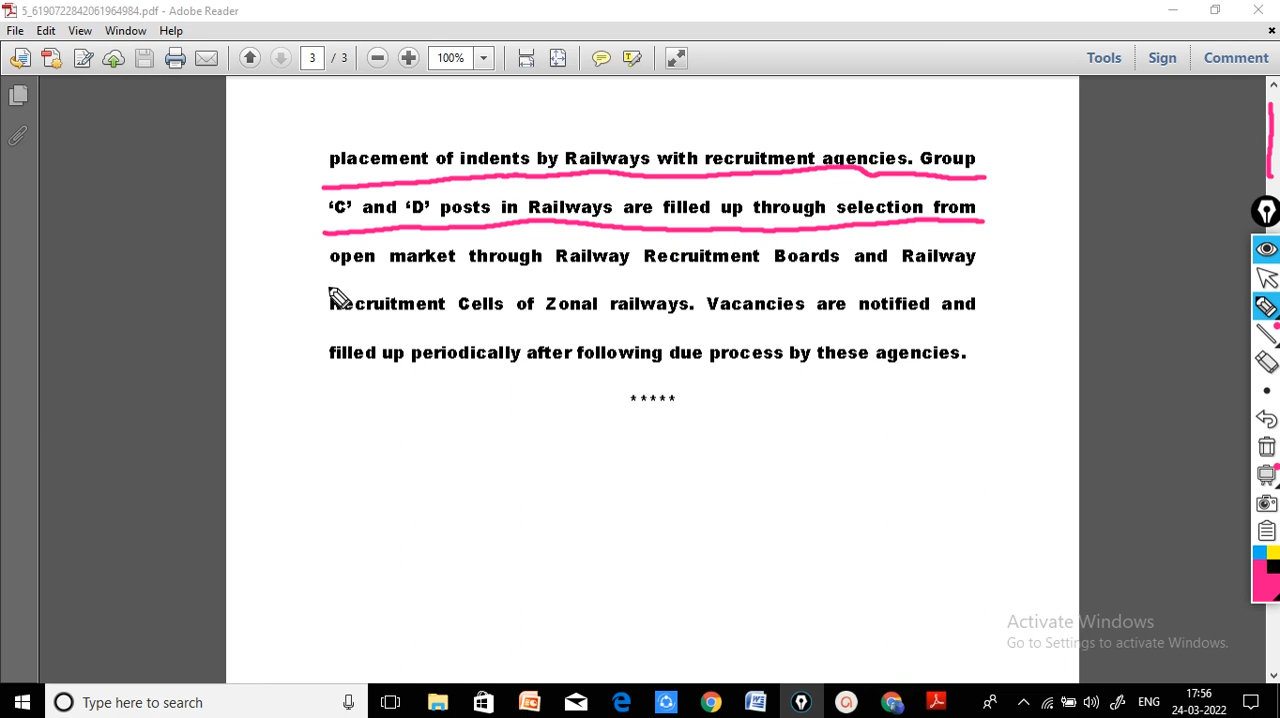 5_6190722842061964984.pdf - Adobe Reader
File Edit View Window Help
3 / 3 100% Tools Sign Comment
placement of indents by Railways with recruitment agencies. Group
‘C’ and ‘D’ posts in Railways are filled up through selection from
open market through Railway Recruitment Boards and Railway
Recruitment Cells of Zonal railways. Vacancies are notified and
filled up periodically after following due process by these agencies.
*****
Activate Windows
Go to Settings to activate Windows.
Type here to search
ENG
17:56
24-03-2022